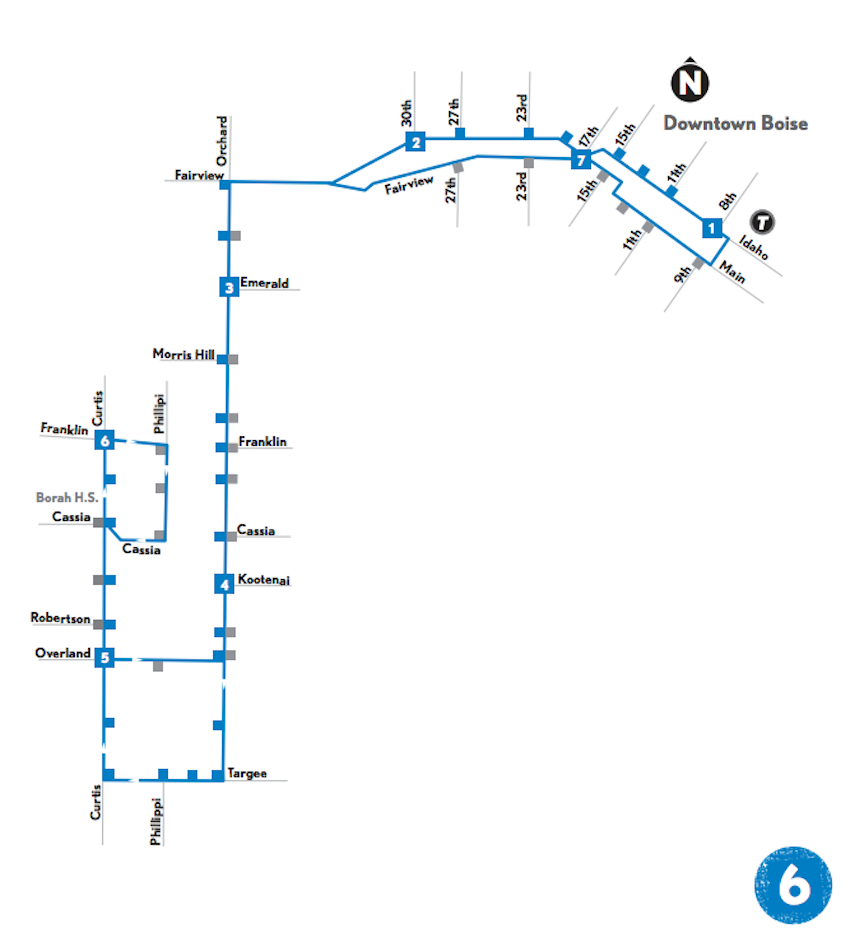 N
Downtown Boise
30th
27th
23rd
17th
15th
11th
8th
T
Idaho
Main
9th
11th
15th
23rd
27th
Fairview
2
7
1
Orchard
Fairview
3
Emerald
Morris Hill
Franklin
Cassia
4
Kootenai
Curtis
Phillipi
Franklin
6
Borah H.S.
Cassia
Cassia
Robertson
Overland
5
Targee
Curtis
Phillippi
6